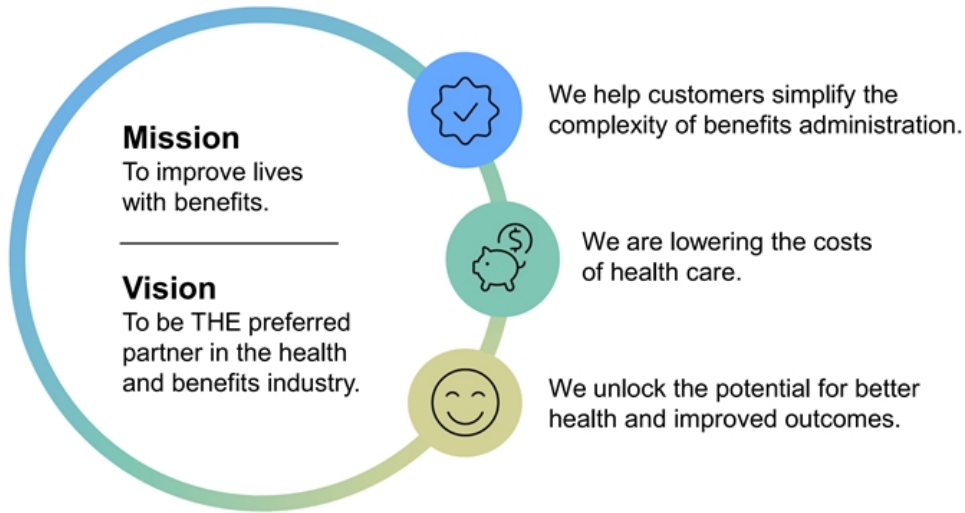 Mission
To improve lives
with benefits.
Vision
To be THE preferred
partner in the health
and benefits industry.
We help customers simplify the
complexity of benefits administration.
$
We are lowering the costs
of health care.
We unlock the potential for better
health and improved outcomes.